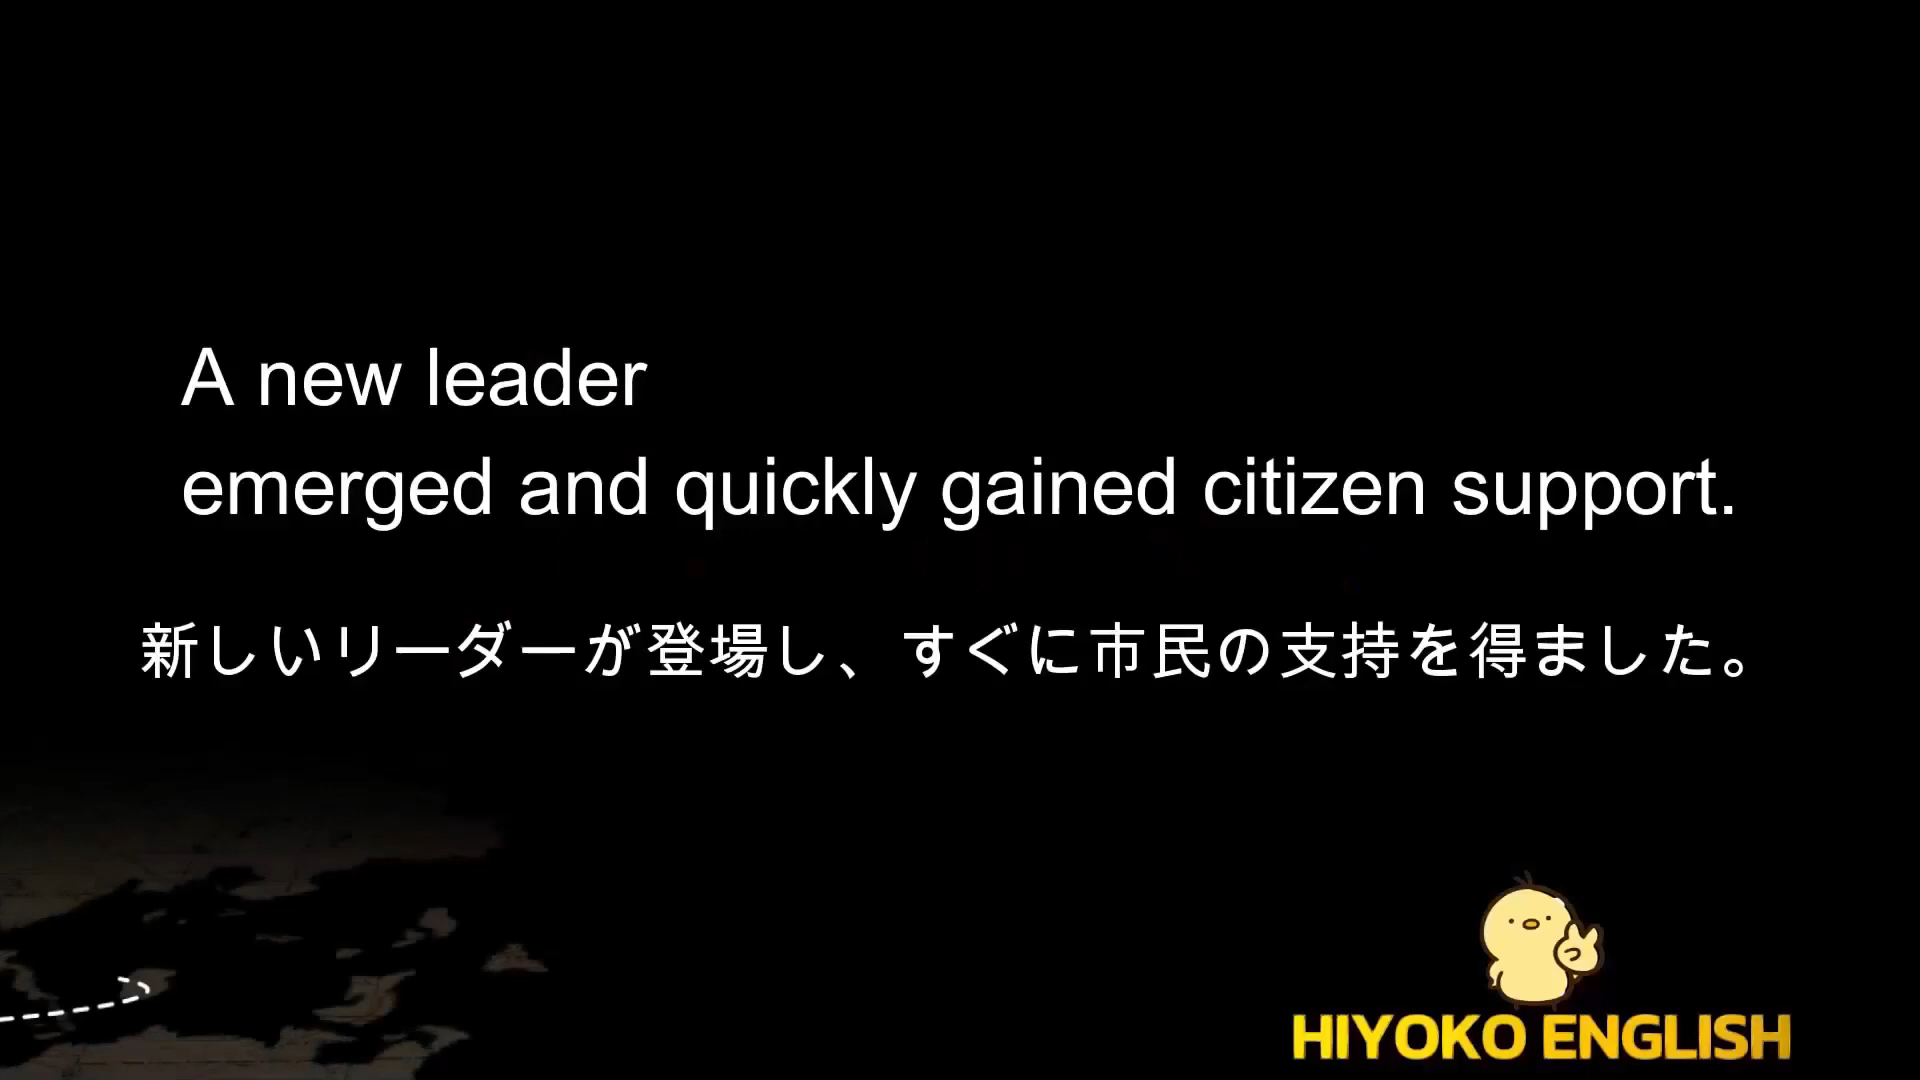 A new leader
emerged and quickly gained citizen support.
新しいリーダーが登場し、すぐに市民の支持を得ました。
HIYOKO ENGLISH